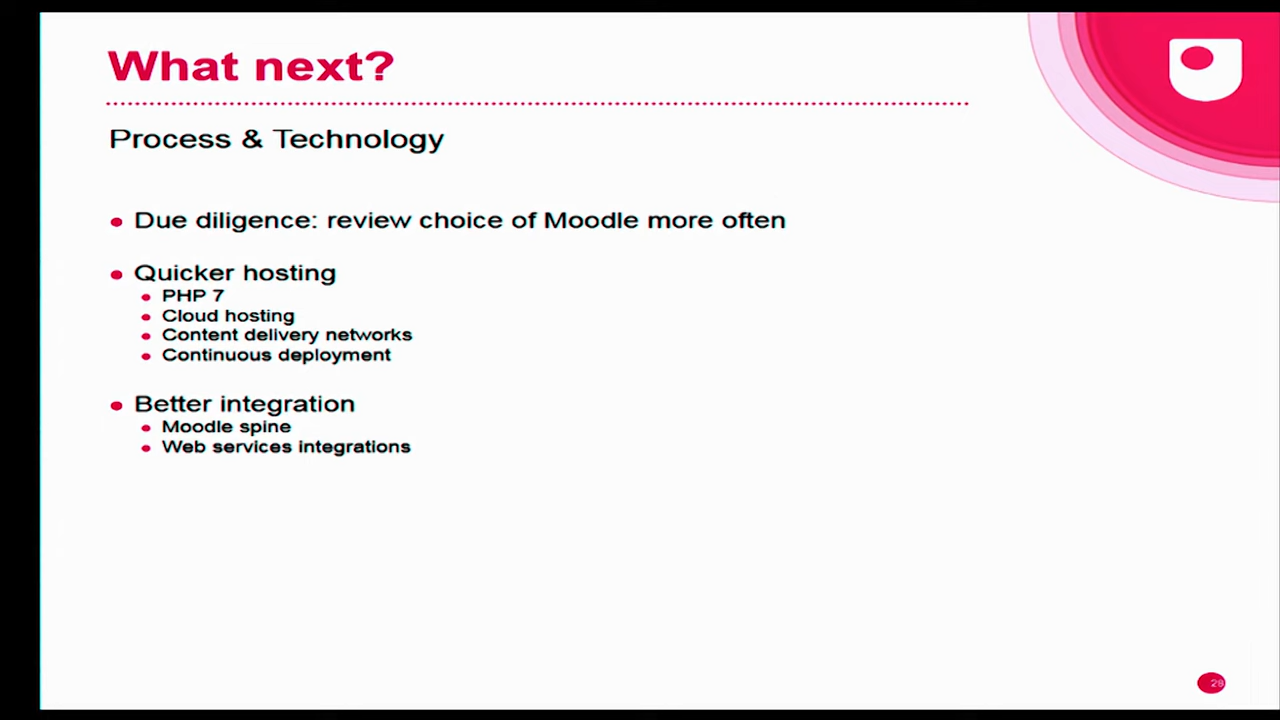 What next?
Process & Technology
Due diligence: review choice of Moodle more often
Quicker hosting
PHP 7
Cloud hosting
Content delivery networks
Continuous deployment
Better integration
Moodle spine
Web services integrations